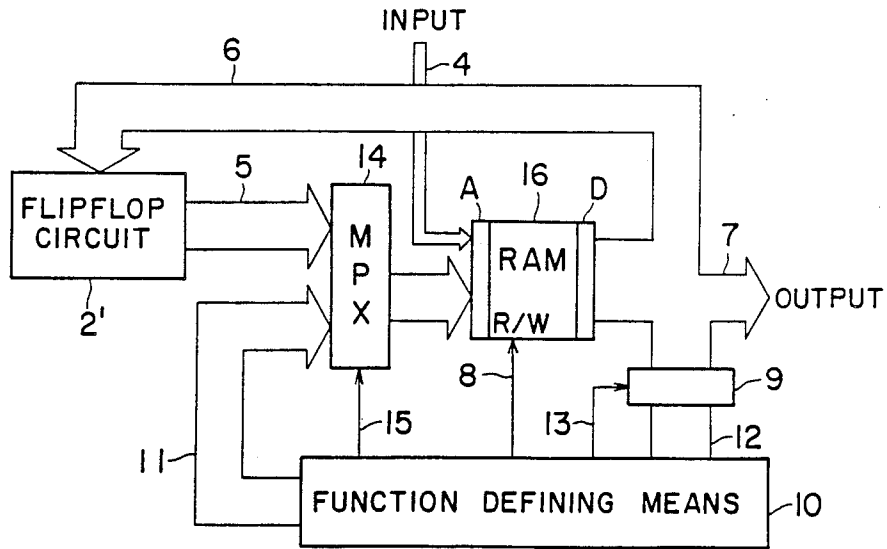 INPUT
6
4
14
5
A
16
D
FLIPFLOP
CIRCUIT
M
P
X
RAM
7
OUTPUT
2'
R/W
8
9
15
13
12
11
FUNCTION DEFINING MEANS
10